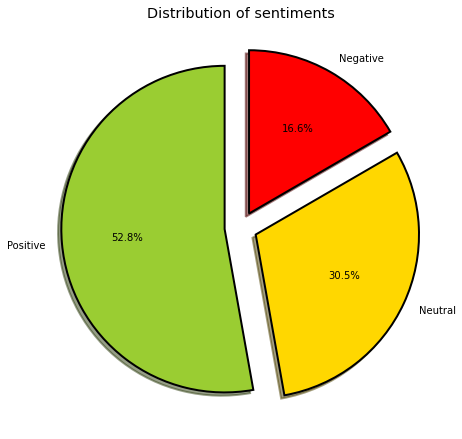 Distribution of sentiments
Negative
16.6%
52.8%
Positive
30.5%
Neutral